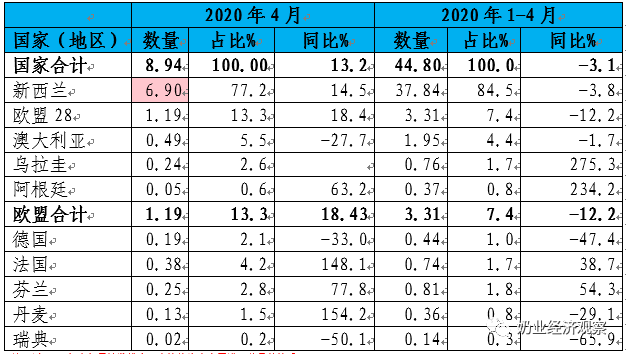 2020年4月 2020年1-4月
国家（地区） 数量 占比% 同比% 数量 占比% 同比%
国家合计 8.94 100.00 13.2 44.80 100.0 -3.1
新西兰 6.90 77.2 14.5 37.84 84.5 -3.8
欧盟28 1.19 13.3 18.4 3.31 7.4 -12.2
澳大利亚 0.49 5.5 -27.7 1.95 4.4 -1.7
乌拉圭 0.24 2.6 0.76 1.7 275.3
阿根廷 0.05 0.6 63.2 0.37 0.8 234.2
欧盟合计 1.19 13.3 18.43 3.31 7.4 -12.2
德国 0.19 2.1 -33.0 0.44 1.0 -47.4
法国 0.38 4.2 148.1 0.74 1.7 38.7
芬兰 0.25 2.8 77.8 0.81 1.8 54.3
丹麦 0.13 1.5 154.2 0.36 0.8 -29.1
瑞典 0.02 0.2 -50.1 0.14 0.3 -65.9
奶业经济观察